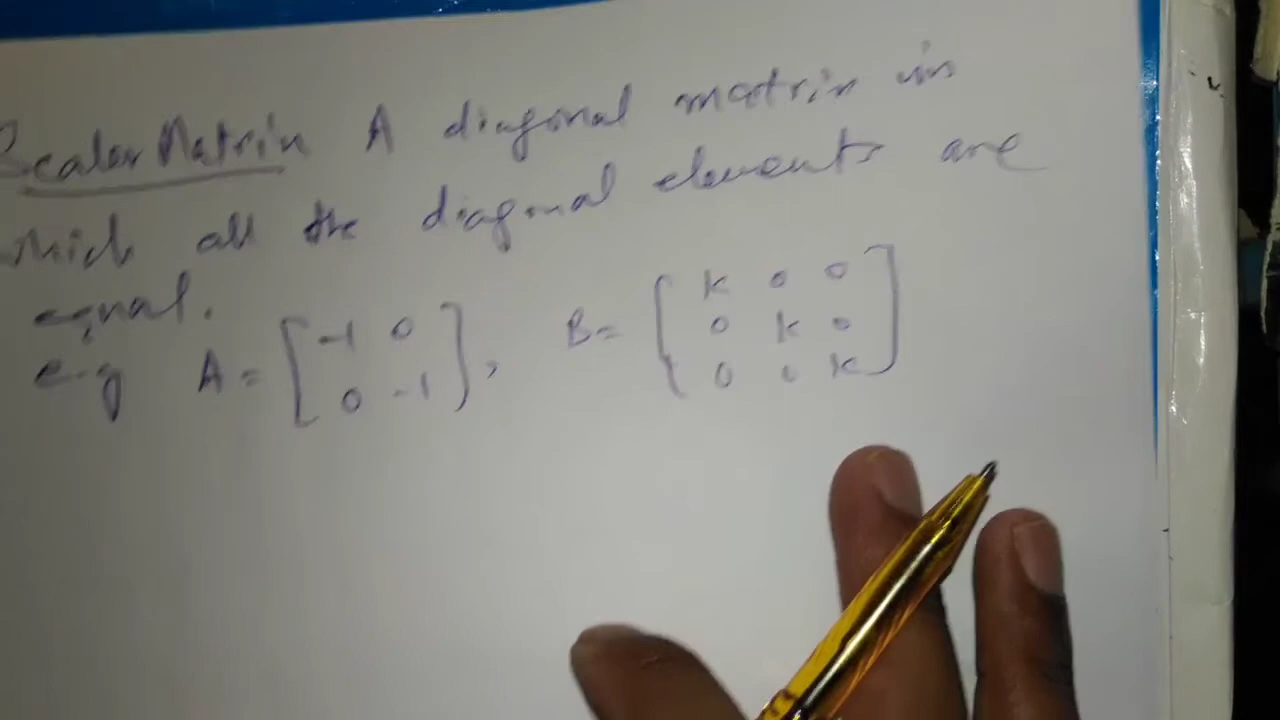 Scalar Matrix A diagonal matrix in
which all the diagonal elements are
equal.
e.g A = [-1 0
0 -1], B = [k 0 0
0 k 0
0 0 k]